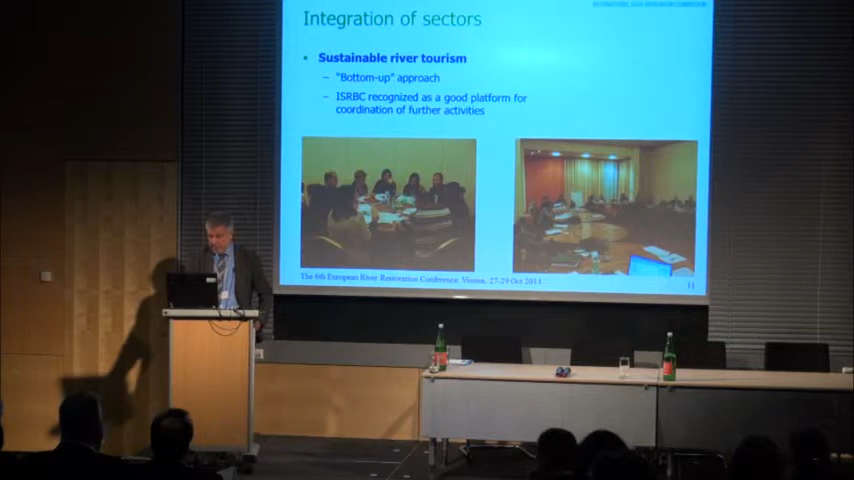 Integration of sectors
• Sustainable river tourism
– "Bottom-up" approach
– ISRBC recognized as a good platform for
coordination of further activities
The 6th European River Restoration Conference, Vienna, 27-29 Oct 2014
11